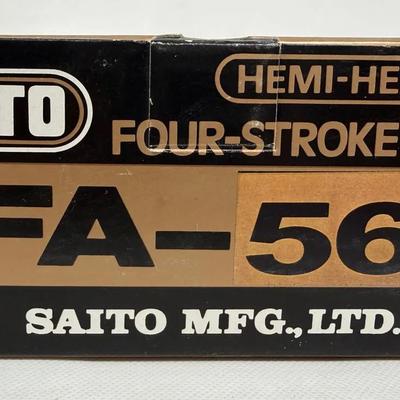 TO HEMI-HE
FOUR-STROKE
FA-56
SAITO MFG., LTD.